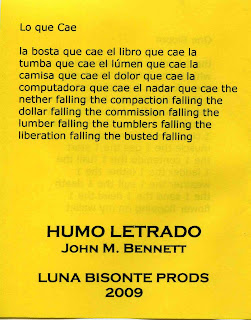 Lo que Cae
la bosta que cae el libro que cae la
tumba que cae el lúmen que cae la
camisa que cae el dolor que cae la
computadora que cae el nadar que cae the
nether falling the compaction falling the
dollar falling the commission falling the
lumber falling the tumblers falling the
liberation falling the busted falling
HUMO LETRADO
JOHN M. BENNETT
LUNA BISONTE PRODS
2009